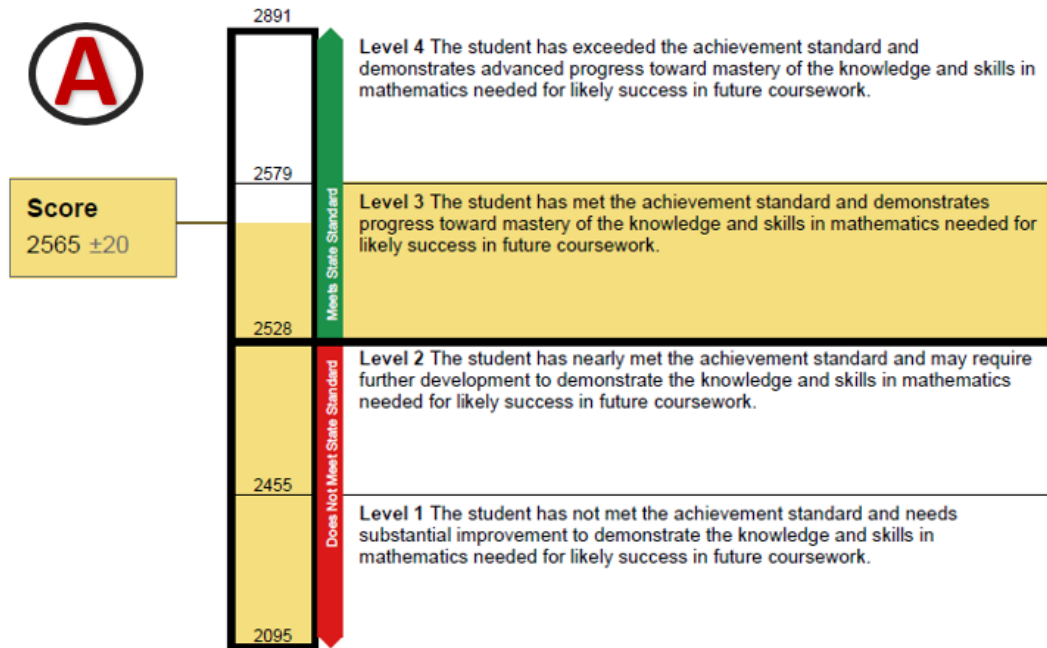 A
2891
Level 4 The student has exceeded the achievement standard and
demonstrates advanced progress toward mastery of the knowledge and skills in
mathematics needed for likely success in future coursework.
2579
Score
2565 ±20
Meets State Standard
Level 3 The student has met the achievement standard and demonstrates
progress toward mastery of the knowledge and skills in mathematics needed for
likely success in future coursework.
2528
Does Not Meet State Standard
Level 2 The student has nearly met the achievement standard and may require
further development to demonstrate the knowledge and skills in mathematics
needed for likely success in future coursework.
2455
Level 1 The student has not met the achievement standard and needs
substantial improvement to demonstrate the knowledge and skills in
mathematics needed for likely success in future coursework.
2095